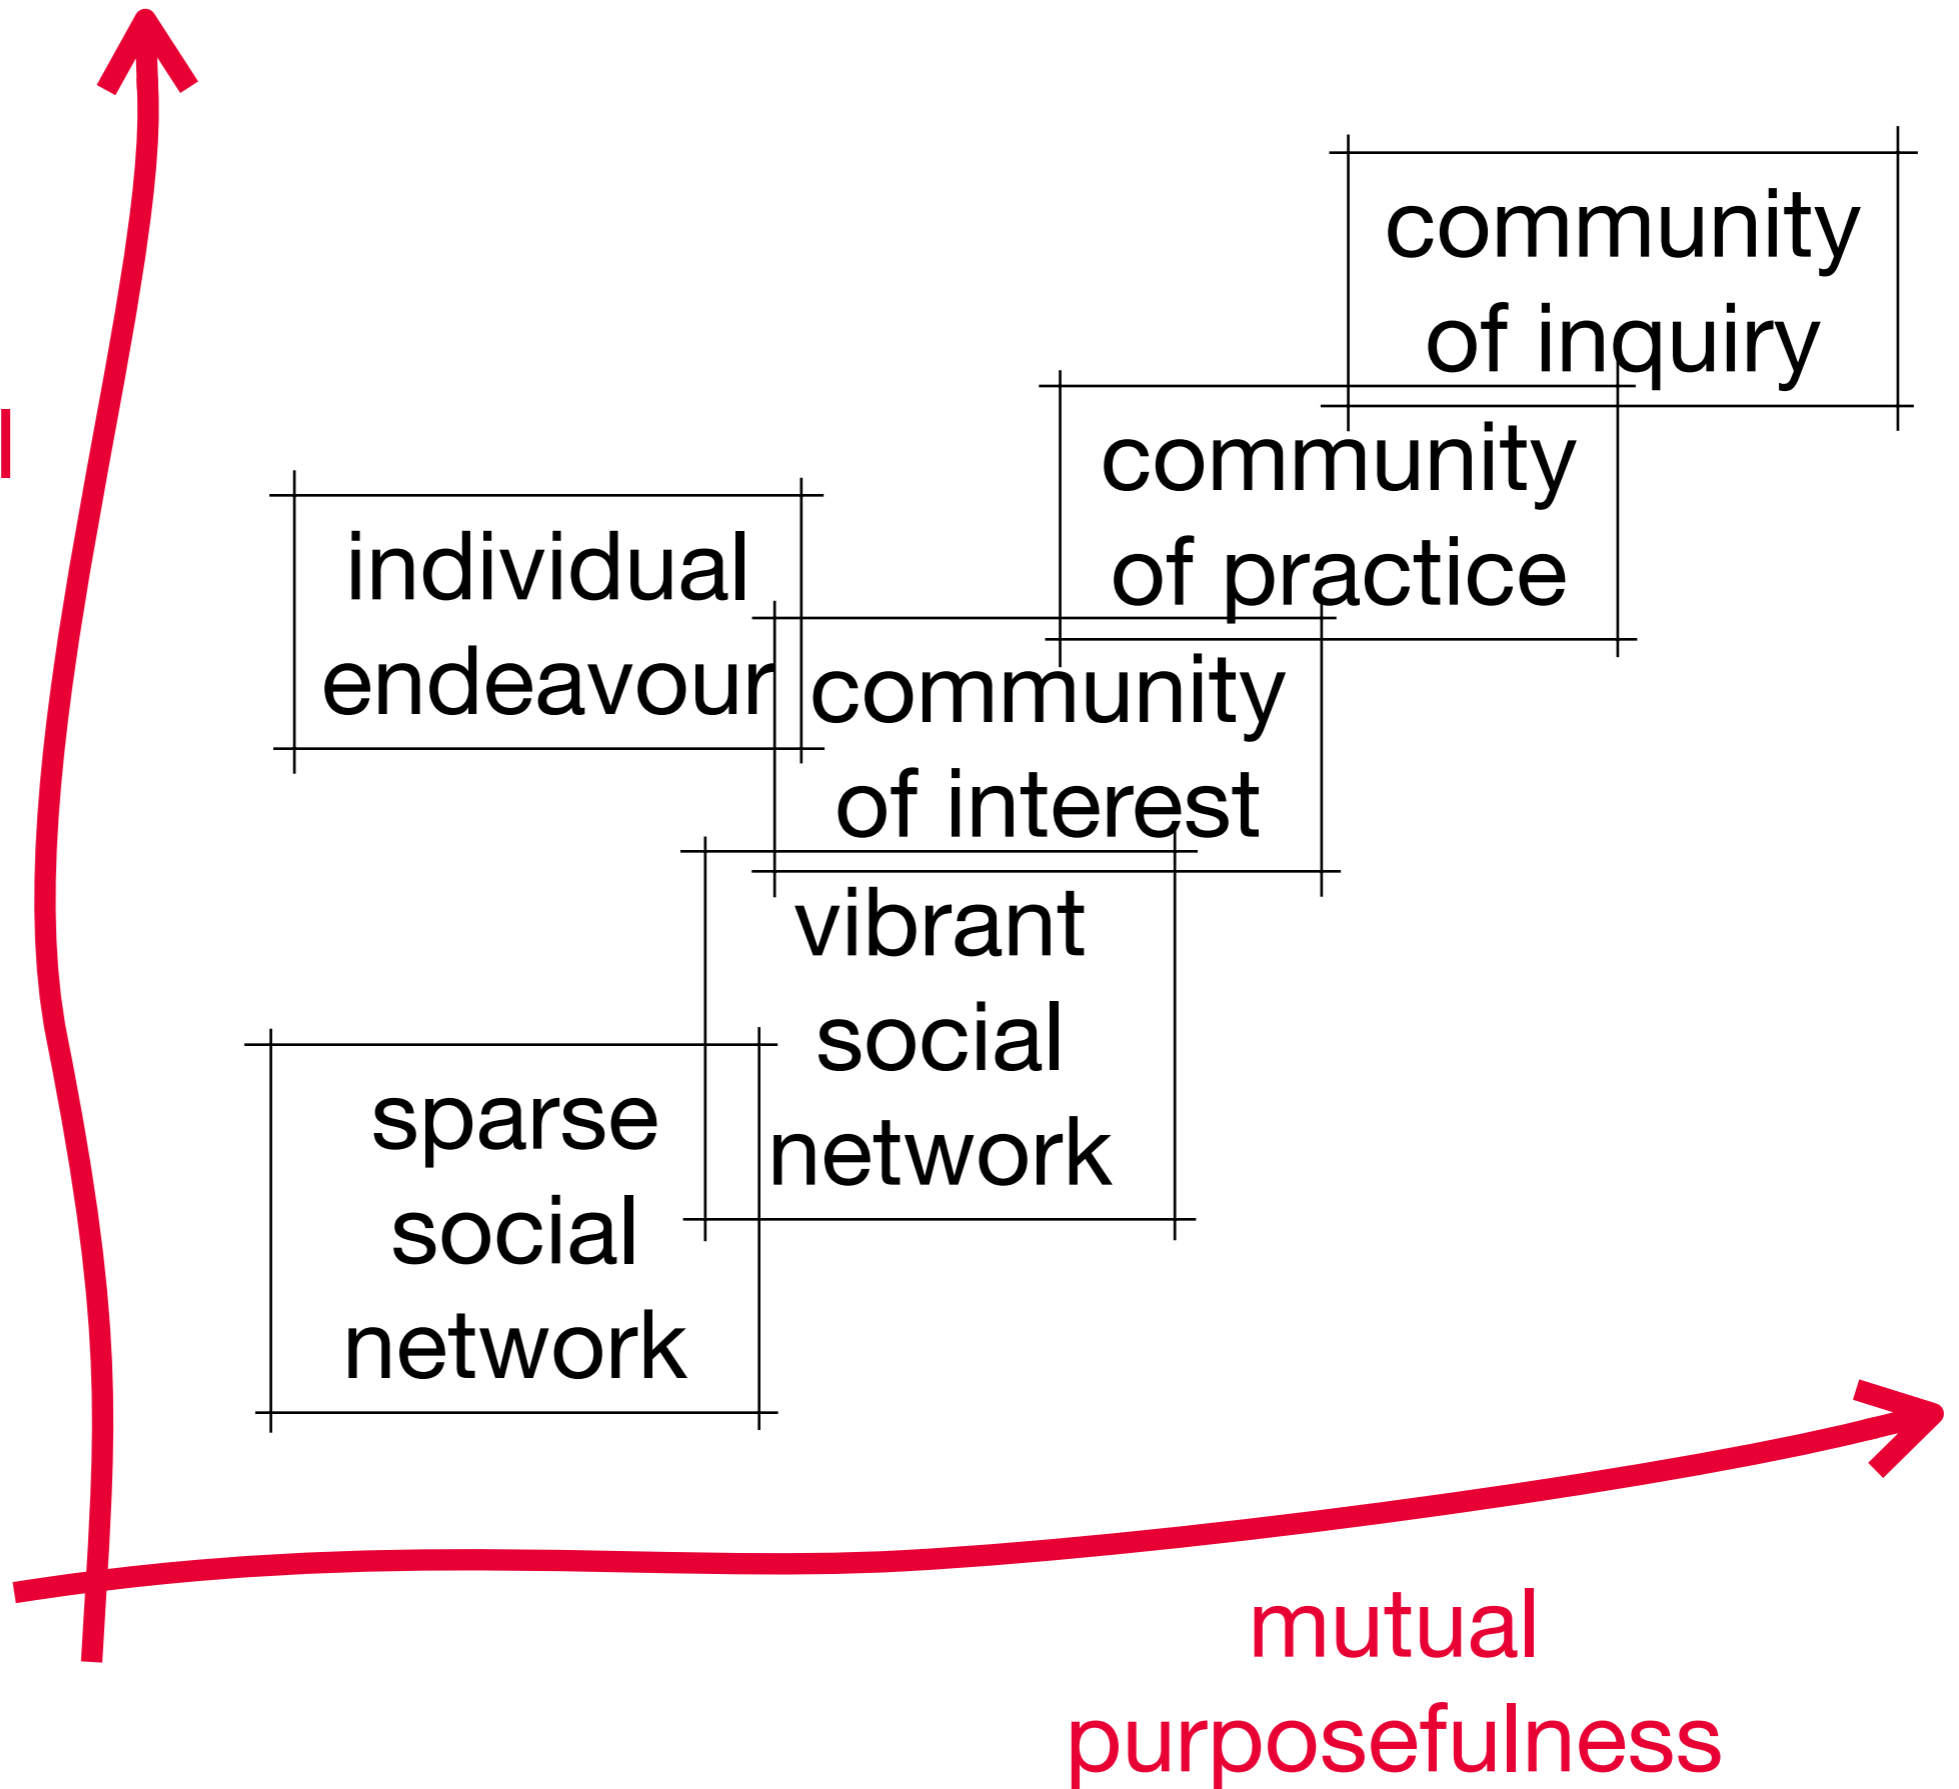 community
of inquiry
community
of practice
individual
endeavour
community
of interest
vibrant
social
network
sparse
social
network
mutual
purposefulness